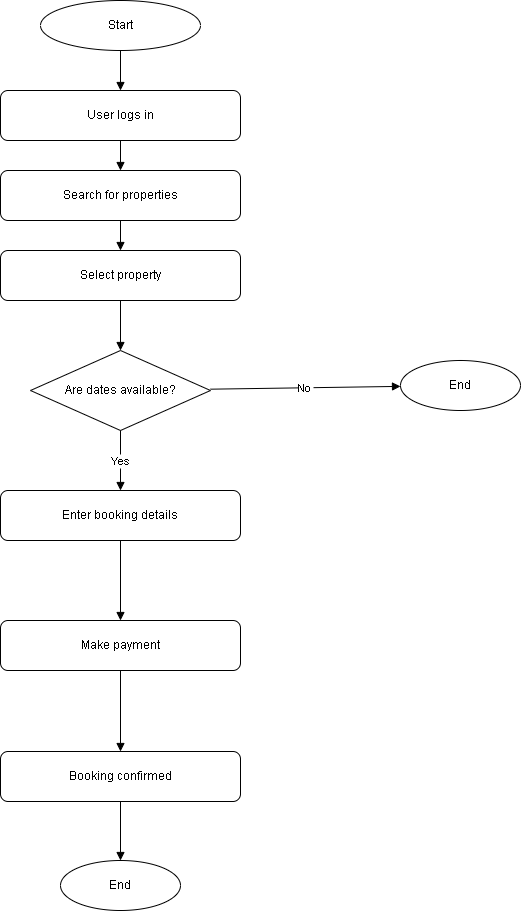 Start
User logs in
Search for properties
Select property
Are dates available?
No
End
Yes
Enter booking details
Make payment
Booking confirmed
End